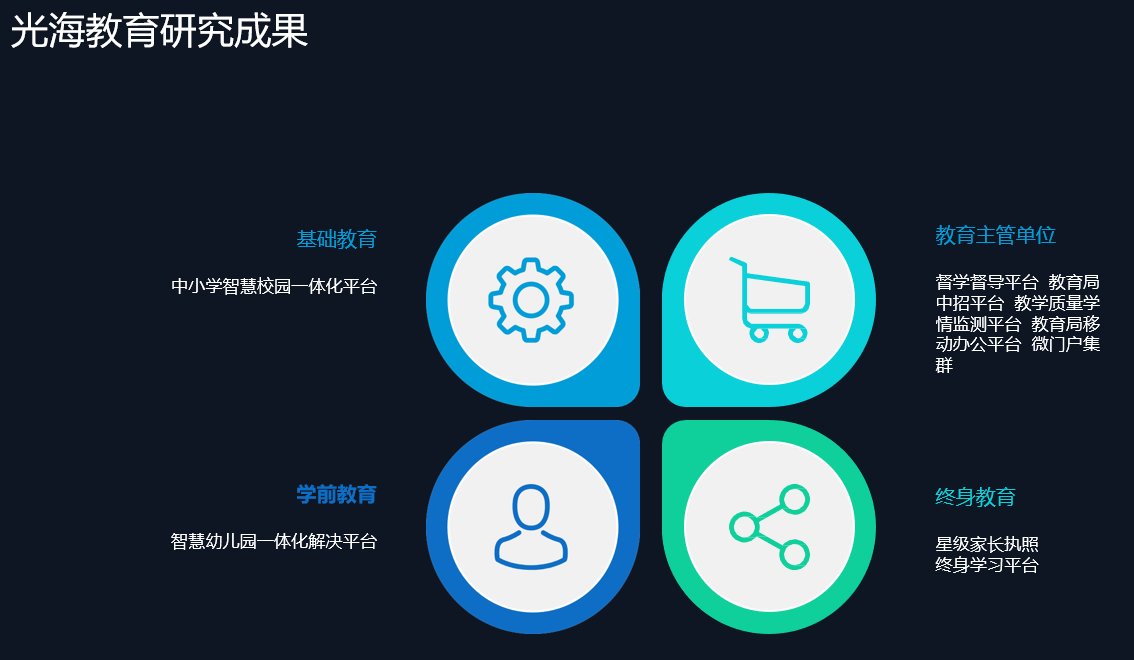 光海教育研究成果
基础教育
中小学智慧校园一体化平台
教育主管单位
督学督导平台 教育局
中招平台 教学质量学
情监测平台 教育局移
动办公平台 微门户集
群
学前教育
智慧幼儿园一体化解决平台
终身教育
星级家长执照
终身学习平台